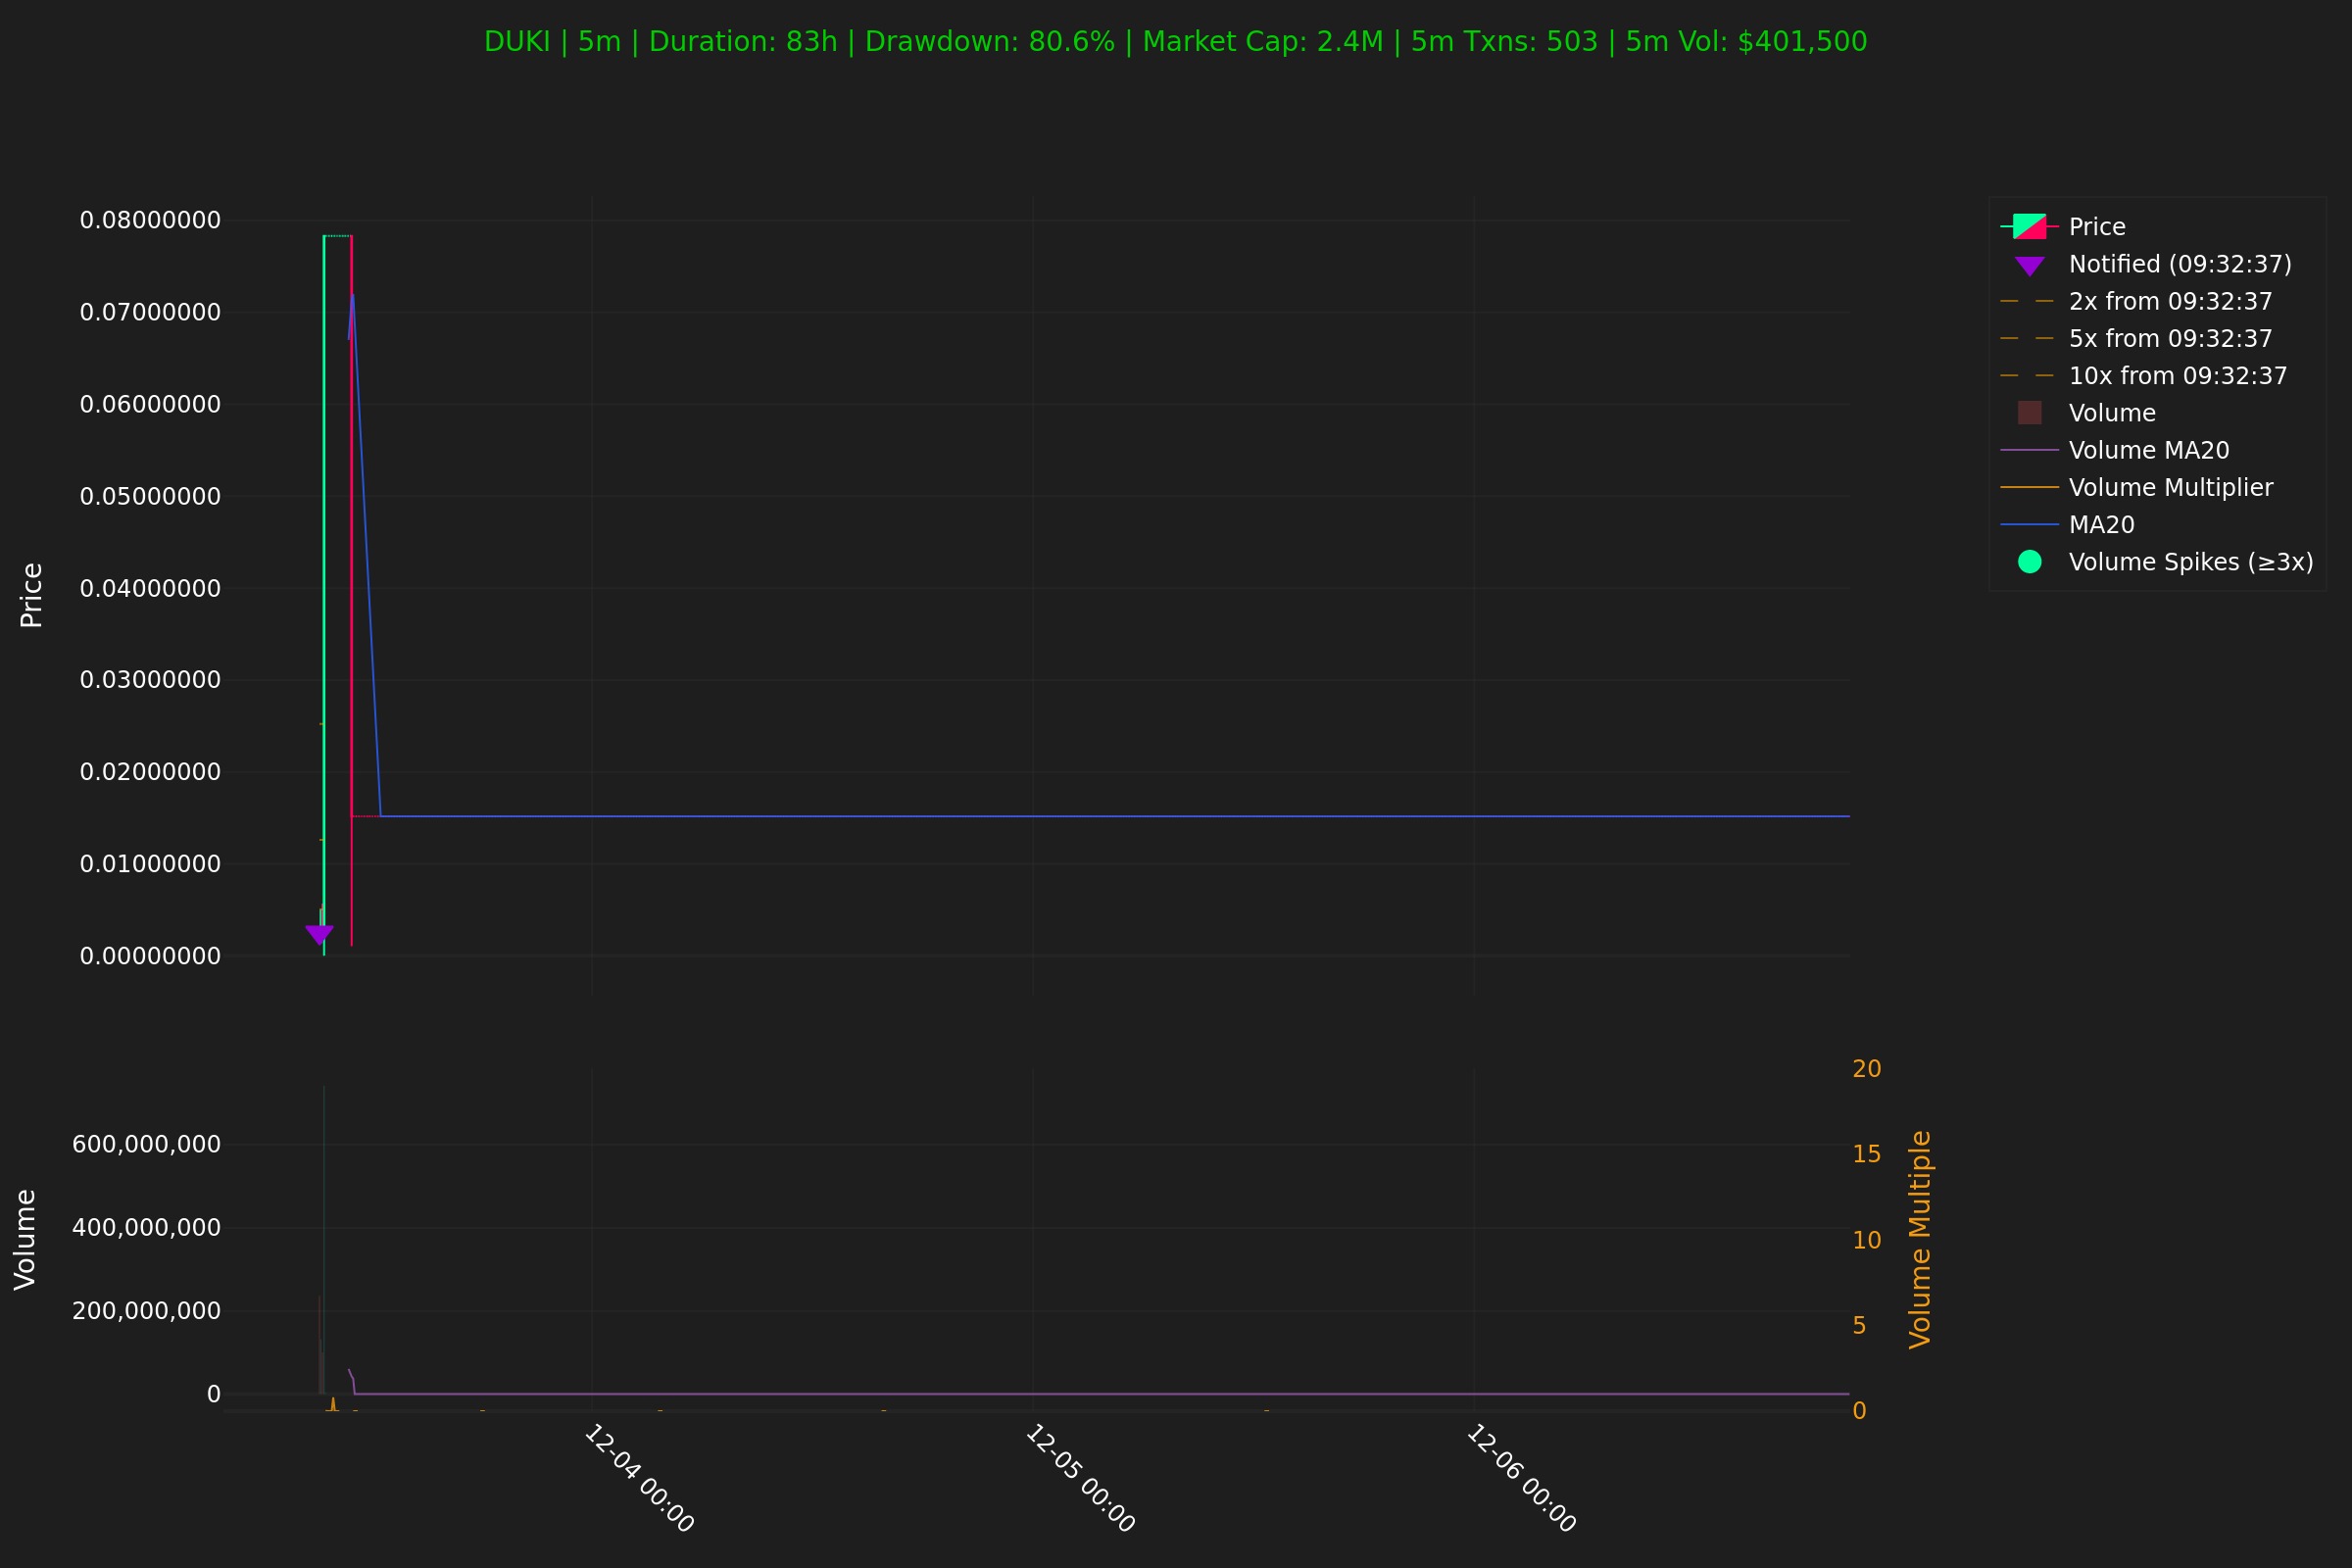 DUKI | 5m | Duration: 83h | Drawdown: 80.6% | Market Cap: 2.4M | 5m Txns: 503 | 5m Vol: $401,500
0.08000000
0.07000000
0.06000000
0.05000000
0.04000000
0.03000000
0.02000000
0.01000000
0.00000000
Price
Price
Notified (09:32:37)
2x from 09:32:37
5x from 09:32:37
10x from 09:32:37
Volume
Volume MA20
Volume Multiplier
MA20
Volume Spikes (≥3x)
600,000,000
400,000,000
200,000,000
0
Volume
20
15
10
5
0
Volume Multiple
12-04 00:00
12-05 00:00
12-06 00:00